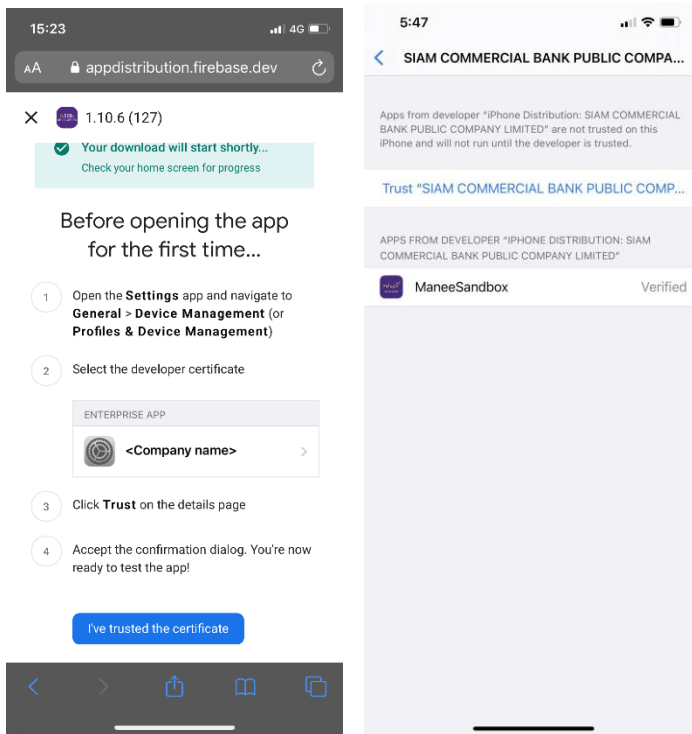 15:23
4G
AA
appdistribution.firebase.dev
1.10.6 (127)
Your download will start shortly...
Check your home screen for progress
Before opening the app
for the first time...
1
Open the Settings app and navigate to
General > Device Management (or
Profiles & Device Management)
2
Select the developer certificate
ENTERPRISE APP
<Company name>
3
Click Trust on the details page
4
Accept the confirmation dialog. You're now
ready to test the app!
I've trusted the certificate
5:47
SIAM COMMERCIAL BANK PUBLIC COMPA...
Apps from developer "iPhone Distribution: SIAM COMMERCIAL
BANK PUBLIC COMPANY LIMITED" are not trusted on this
iPhone and will not run until the developer is trusted.
Trust "SIAM COMMERCIAL BANK PUBLIC COMP...
APPS FROM DEVELOPER "IPHONE DISTRIBUTION: SIAM
COMMERCIAL BANK PUBLIC COMPANY LIMITED"
ManeeSandbox
Verified